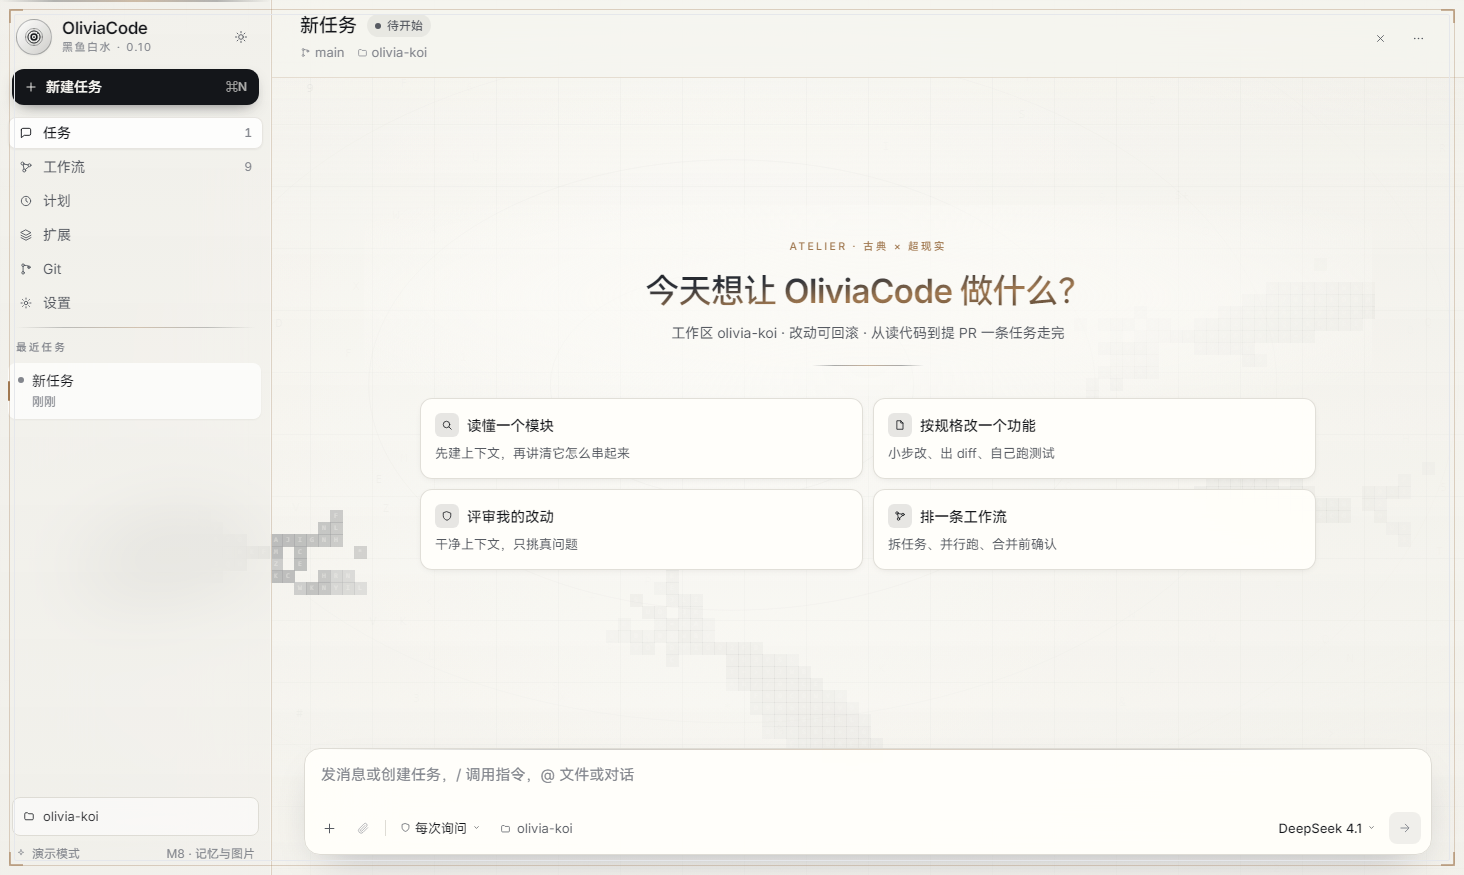 OliviaCode
黑鱼白水 · 0.10
新建任务 ⌘N
任务 1
工作流 9
计划
扩展
Git
设置
最近任务
新任务
刚刚
olivia-koi
演示模式 M8 · 记忆与图片
新任务 待开始
main olivia-koi
ATELIER · 古典 × 超现实
今天想让 OliviaCode 做什么?
工作区 olivia-koi · 改动可回滚 · 从读代码到提 PR 一条任务走完
读懂一个模块
先建上下文，再讲清它怎么串起来
按规格改一个功能
小步改、出 diff、自己跑测试
评审我的改动
干净上下文，只挑真问题
排一条工作流
拆任务、并行跑、合并前确认
发消息或创建任务，/ 调用指令，@ 文件或对话
每次询问 olivia-koi DeepSeek 4.1